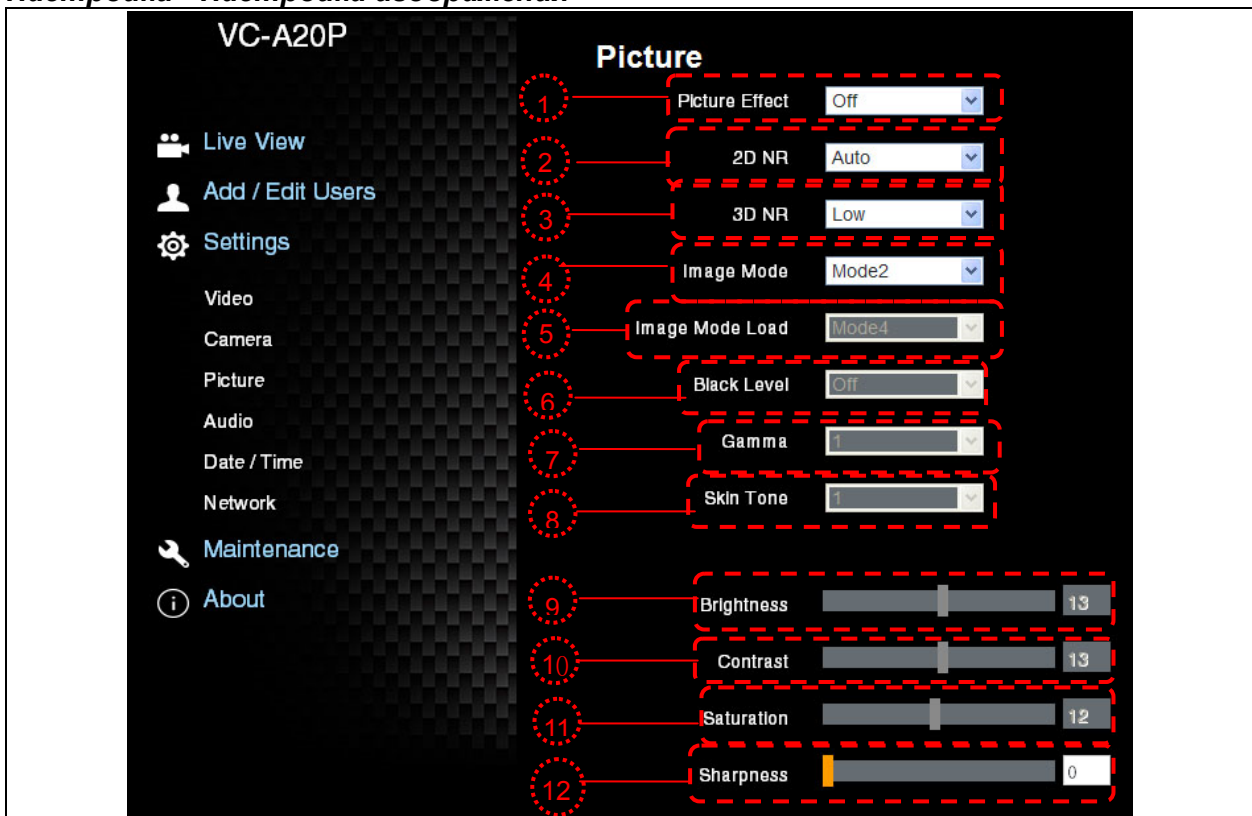 VC-A20P
Picture
1 Picture Effect Off
Live View
2 2D NR Auto
Add / Edit Users
3 3D NR Low
Settings
4 Image Mode Mode2
Video
5 Image Mode Load Mode4
Camera
Picture
6 Black Level Off
Audio
7 Gamma 1
Date / Time
Network
8 Skin Tone 1
Maintenance
About
9 Brightness 13
10 Contrast 13
11 Saturation 12
12 Sharpness 0